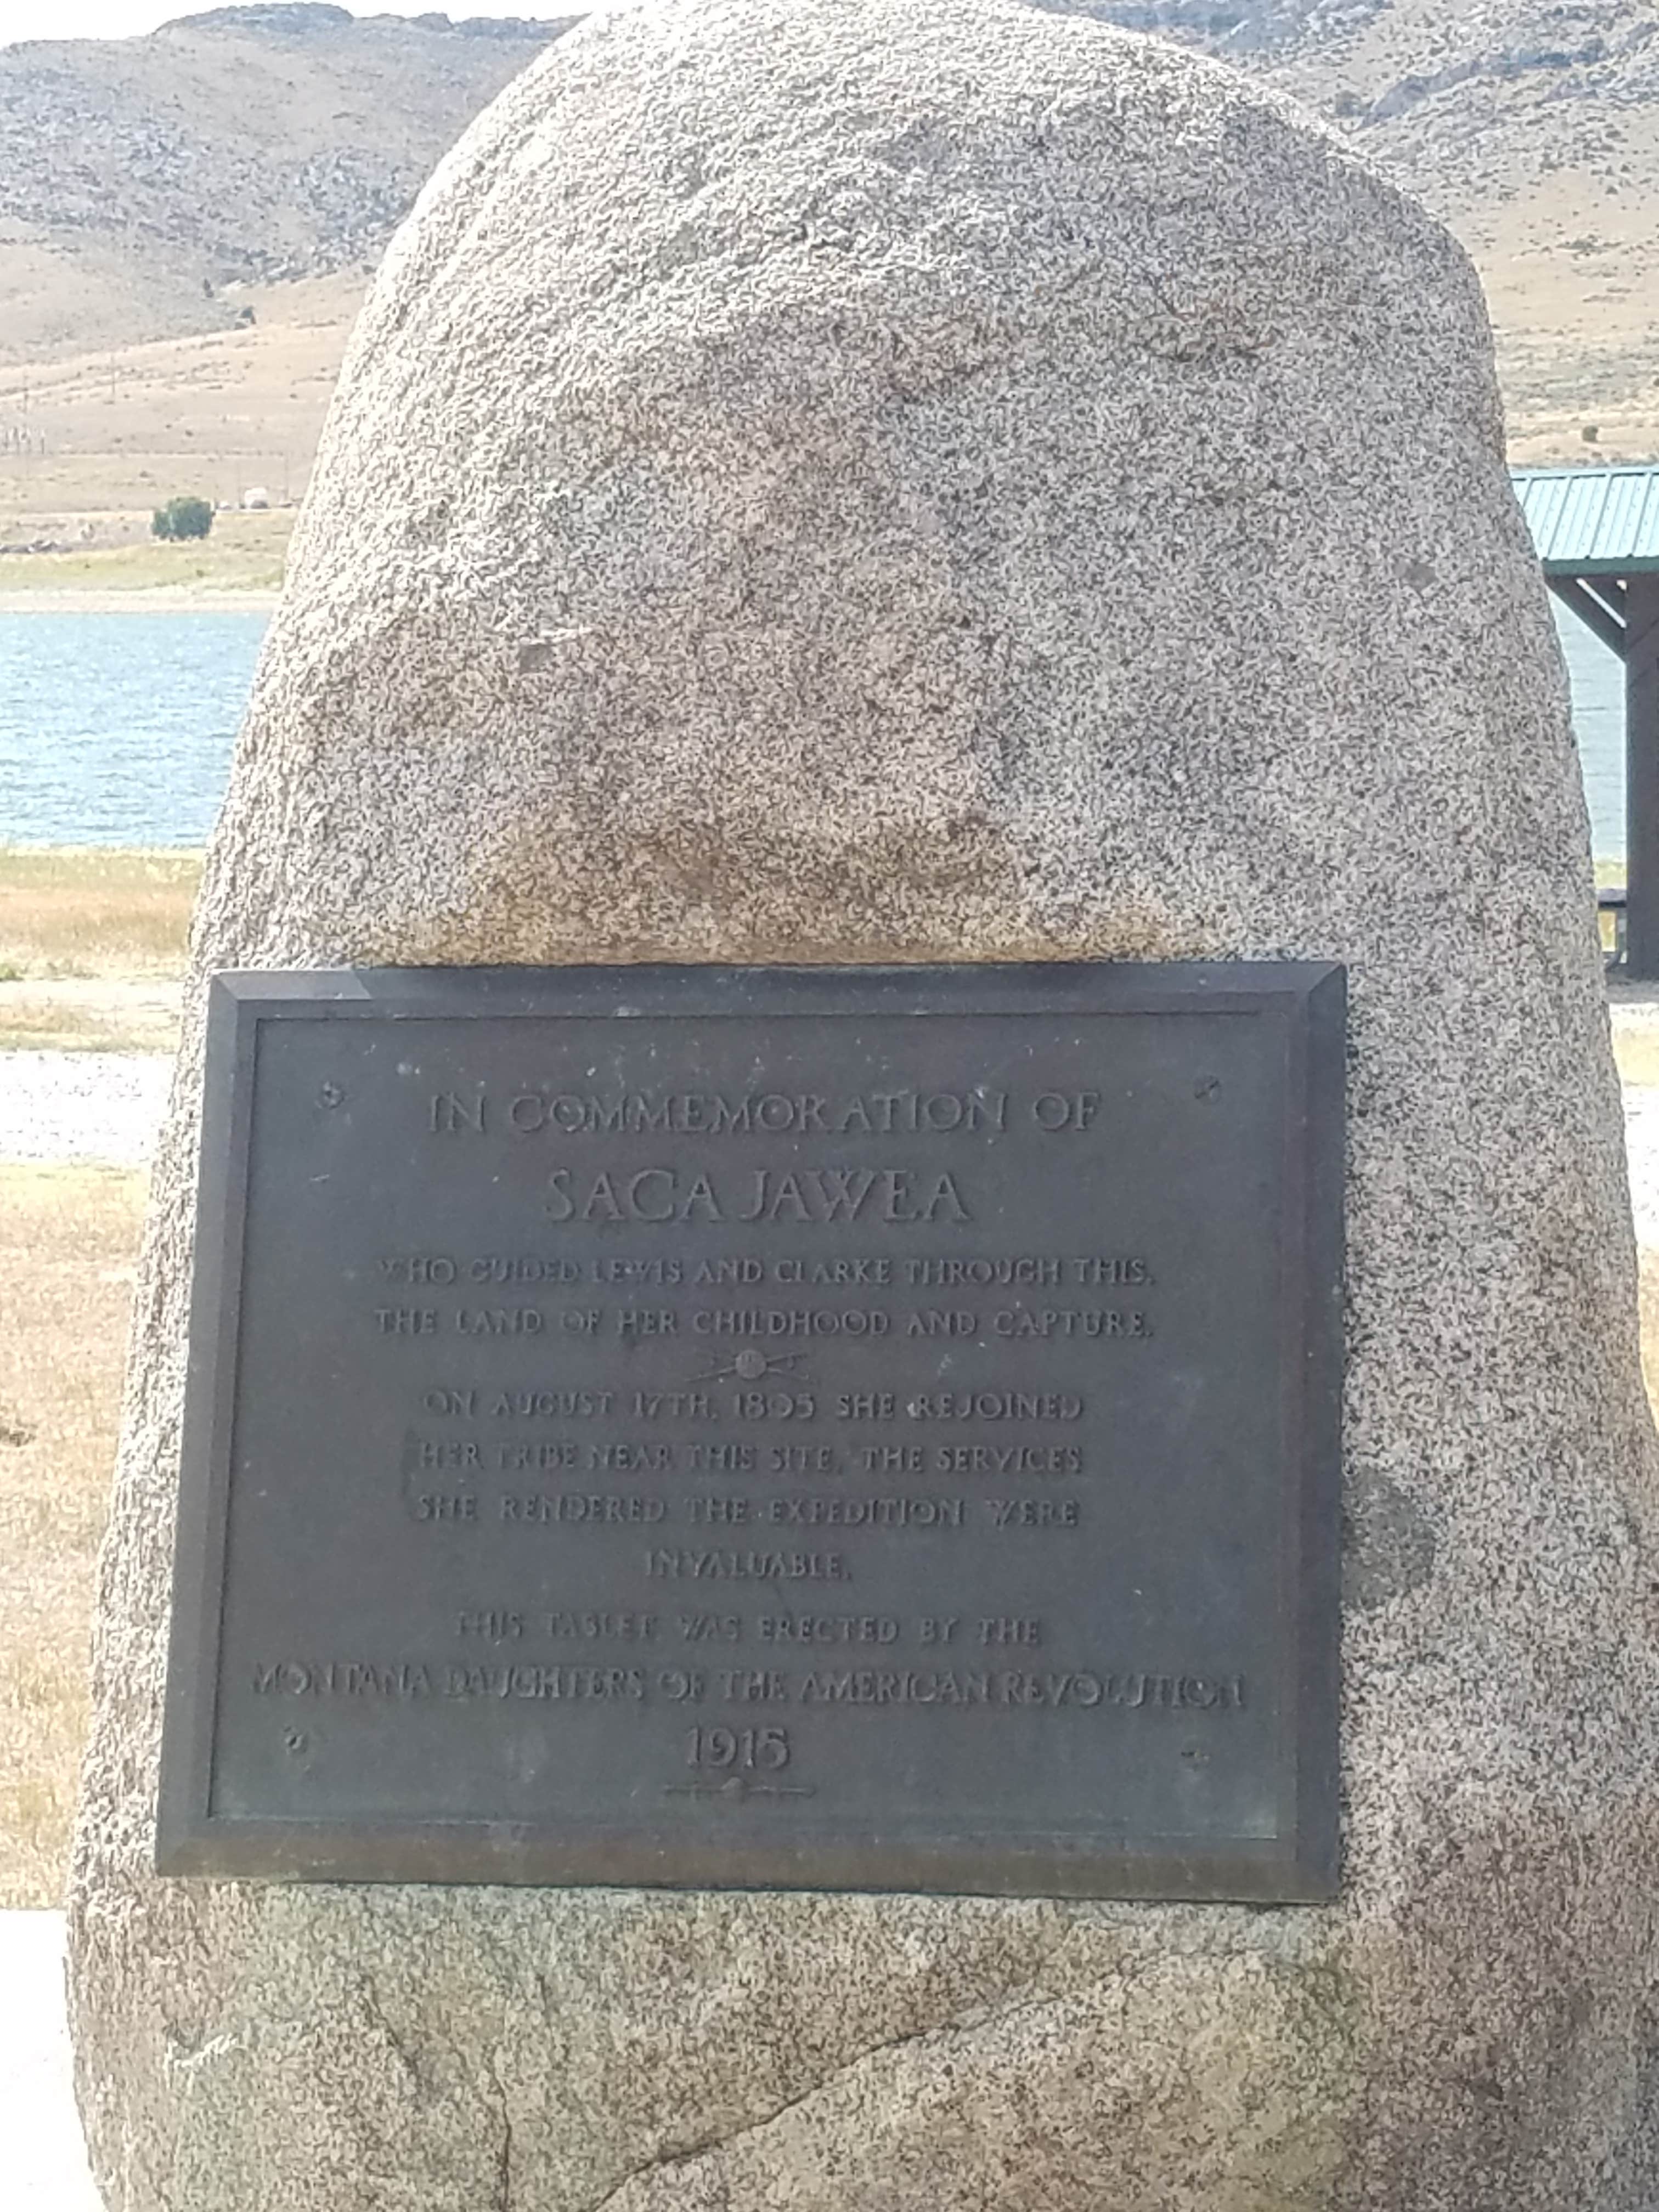 IN COMMEMORATION OF
SACAJAWEA
WHO GUIDED LEWIS AND CLARKE THROUGH THIS,
THE LAND OF HER CHILDHOOD AND CAPTURE.
ON AUGUST 17TH, 1805 SHE REJOINED
HER TRIBE NEAR THIS SITE. THE SERVICES
SHE RENDERED THE EXPEDITION WERE
INVALUABLE.
THIS TABLET WAS ERECTED BY THE
MONTANA DAUGHTERS OF THE AMERICAN REVOLUTION
1915